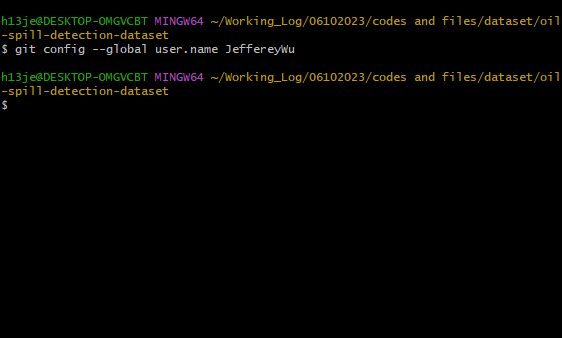 h13je@DESKTOP-OMGVCBT MINGW64 ~/Working_Log/06102023/codes and files/dataset/oil
-spill-detection-dataset
$ git config --global user.name JeffereyWu
h13je@DESKTOP-OMGVCBT MINGW64 ~/Working_Log/06102023/codes and files/dataset/oil
-spill-detection-dataset
$